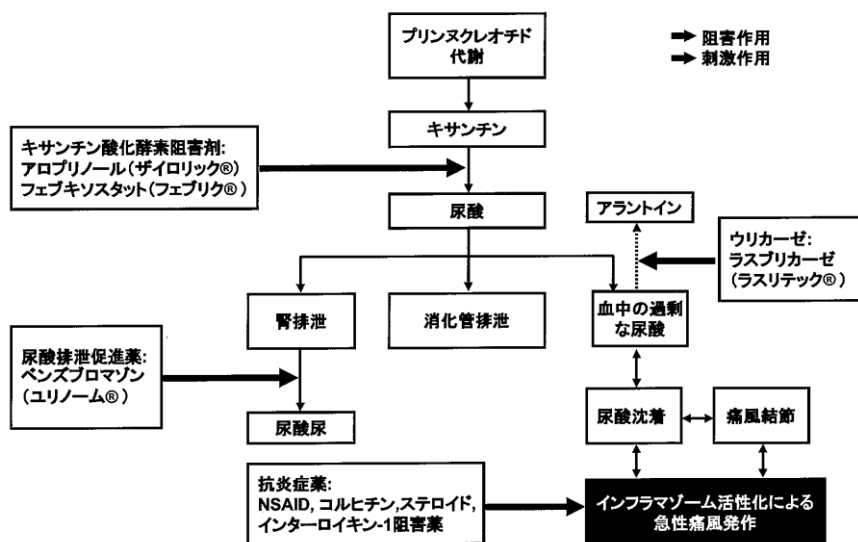 プリンヌクレオチド
代謝
阻害作用
刺激作用
キサンチン
キサンチン酸化酵素阻害剤:
アロプリノール(ザイロリック®)
フェブキソスタット(フェブリク®)
尿酸
アラントイン
ウリカーゼ:
ラスブリカーゼ
(ラスリテック®)
腎排泄
消化管排泄
血中の過剰
な尿酸
尿酸排泄促進薬:
ベンズブロマゾン
(ユリノーム®)
尿酸尿
尿酸沈着
痛風結節
抗炎症薬:
NSAID, コルヒチン,ステロイド,
インターロイキン-1阻害薬
インフラマゾーム活性化による
急性痛風発作